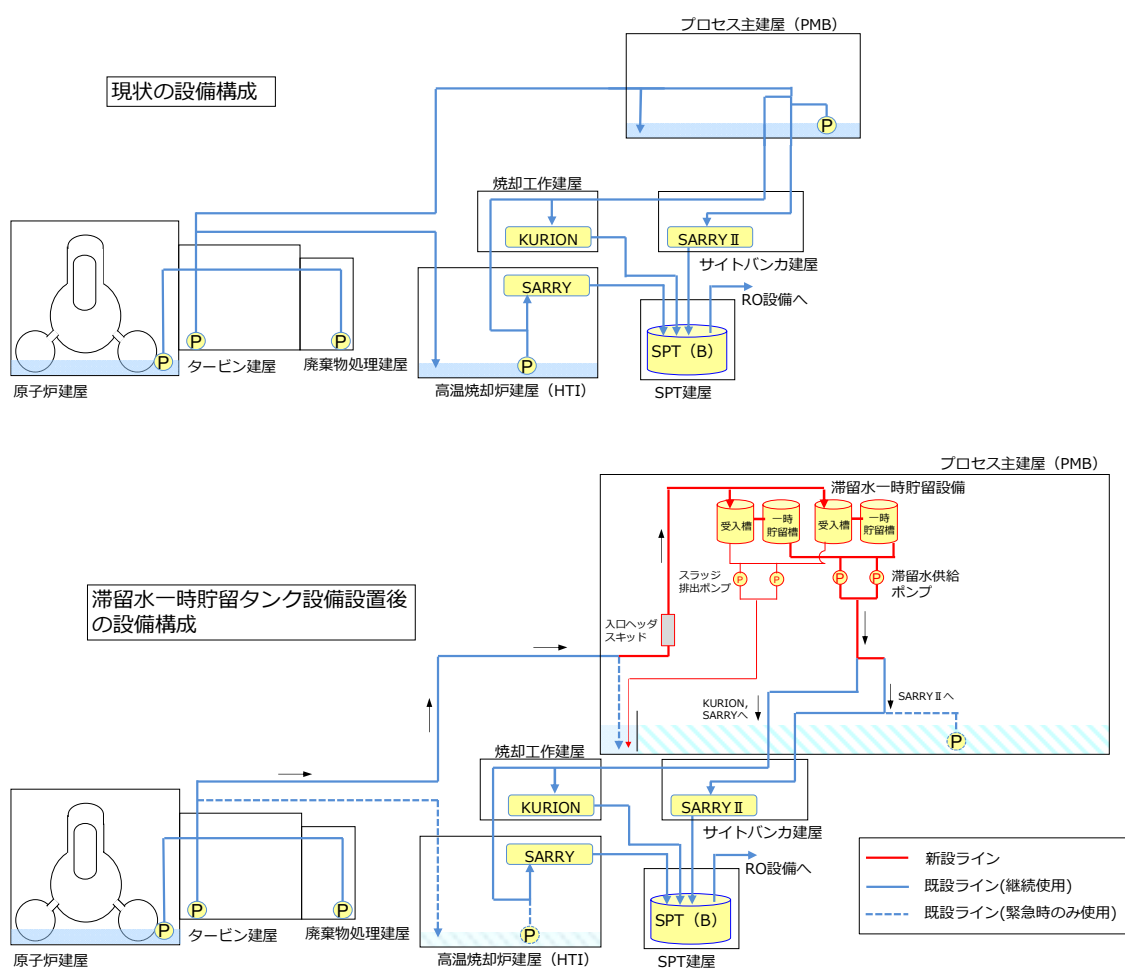 プロセス主建屋（PMB）
現状の設備構成
P
焼却工作建屋
KURION
SARRYⅡ
サイトバンカ建屋
SARRY
RO設備へ
SPT（B）
P
P
P
P
タービン建屋
廃棄物処理建屋
原子炉建屋
高温焼却炉建屋（HTI）
SPT建屋
プロセス主建屋（PMB）
滞留水一時貯留設備
受入槽
一時
貯留槽
受入槽
一時
貯留槽
スラッジ
排出ポンプ
P
P
P
P
滞留水供給
ポンプ
滞留水一時貯留タンク設備設置後
の設備構成
入口ヘッダ
スキッド
KURION,
SARRYへ
SARRYⅡへ
P
焼却工作建屋
KURION
SARRYⅡ
サイトバンカ建屋
SARRY
RO設備へ
SPT（B）
P
P
P
P
タービン建屋
廃棄物処理建屋
原子炉建屋
高温焼却炉建屋（HTI）
SPT建屋
新設ライン
既設ライン(継続使用)
既設ライン(緊急時のみ使用)